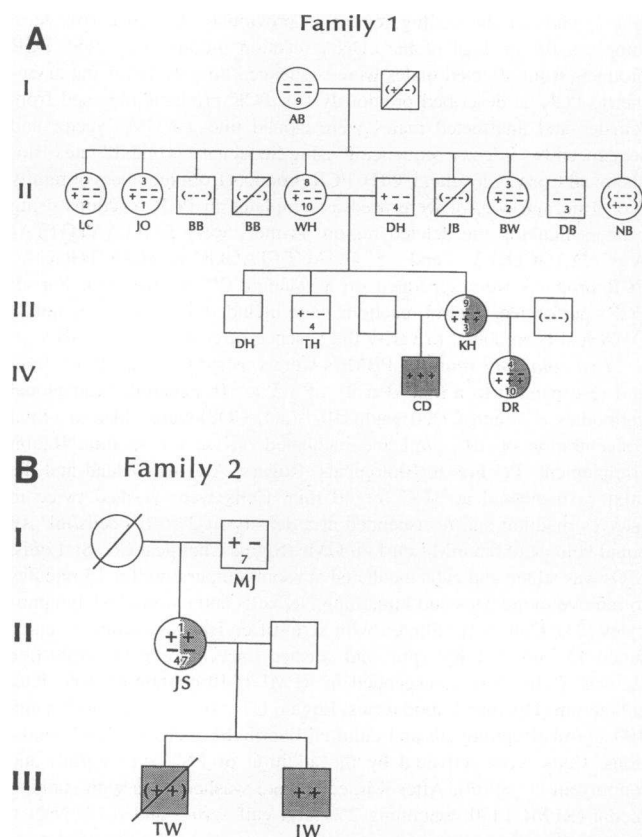 A
Family 1
I
- - -
9
(+--)
AB
II
2
+ - -
2
LC
3
+ - -
1
JO
- - -
BB
(---)
BB
8
+ - -
10
WH
4
DH
+ - -
JB
3
+ - -
2
BW
- - -
3
DB
NB
III
DH
+ - -
4
TH
9
+ + +
3
KH
(---)
IV
+++
CD
4
10
DR
B
Family 2
I
+ -
7
MJ
II
1
+ +
+ -
47
JS
III
(++)
TW
++
JW